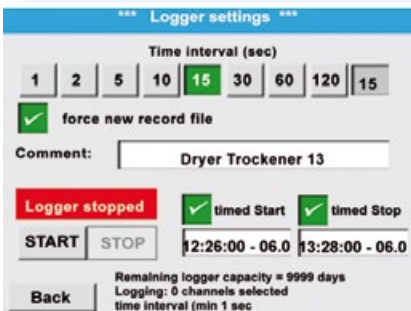 *** Logger settings ***
Time interval (sec)
1 2 5 10 15 30 60 120 15
force new record file
Comment: Dryer Trockener 13
Logger stopped timed Start timed Stop
START STOP 12:26:00 - 06.0 13:28:00 - 06.0
Remaining logger capacity = 9999 days
Logging: 0 channels selected
Back time interval (min 1 sec